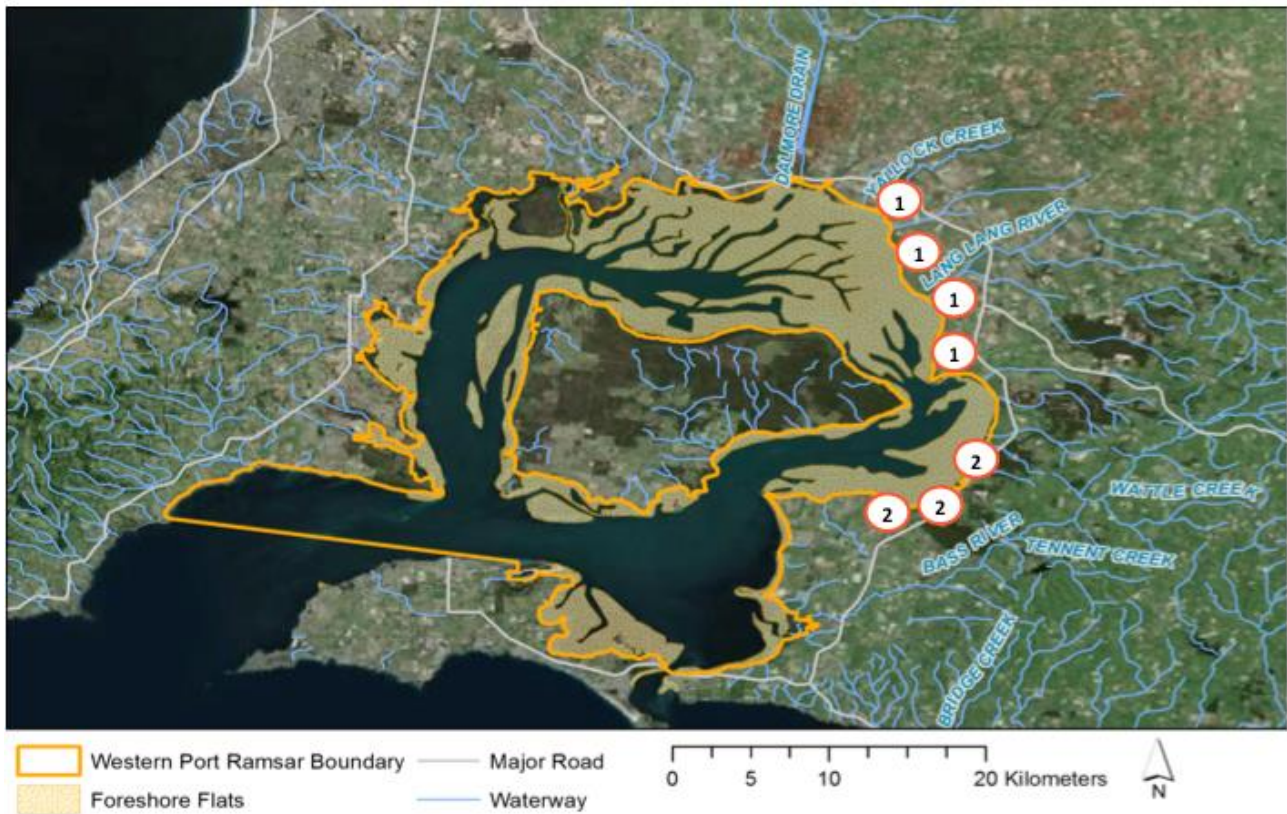 DALMORE DRAIN
YALLOCK CREEK
1
1
LANG LANG RIVER
1
1
2
WATTLE CREEK
2
2
BASS RIVER
TENNENT CREEK
BRIDGE CREEK
Western Port Ramsar Boundary
Major Road
Foreshore Flats
Waterway
0 5 10 20 Kilometers
N